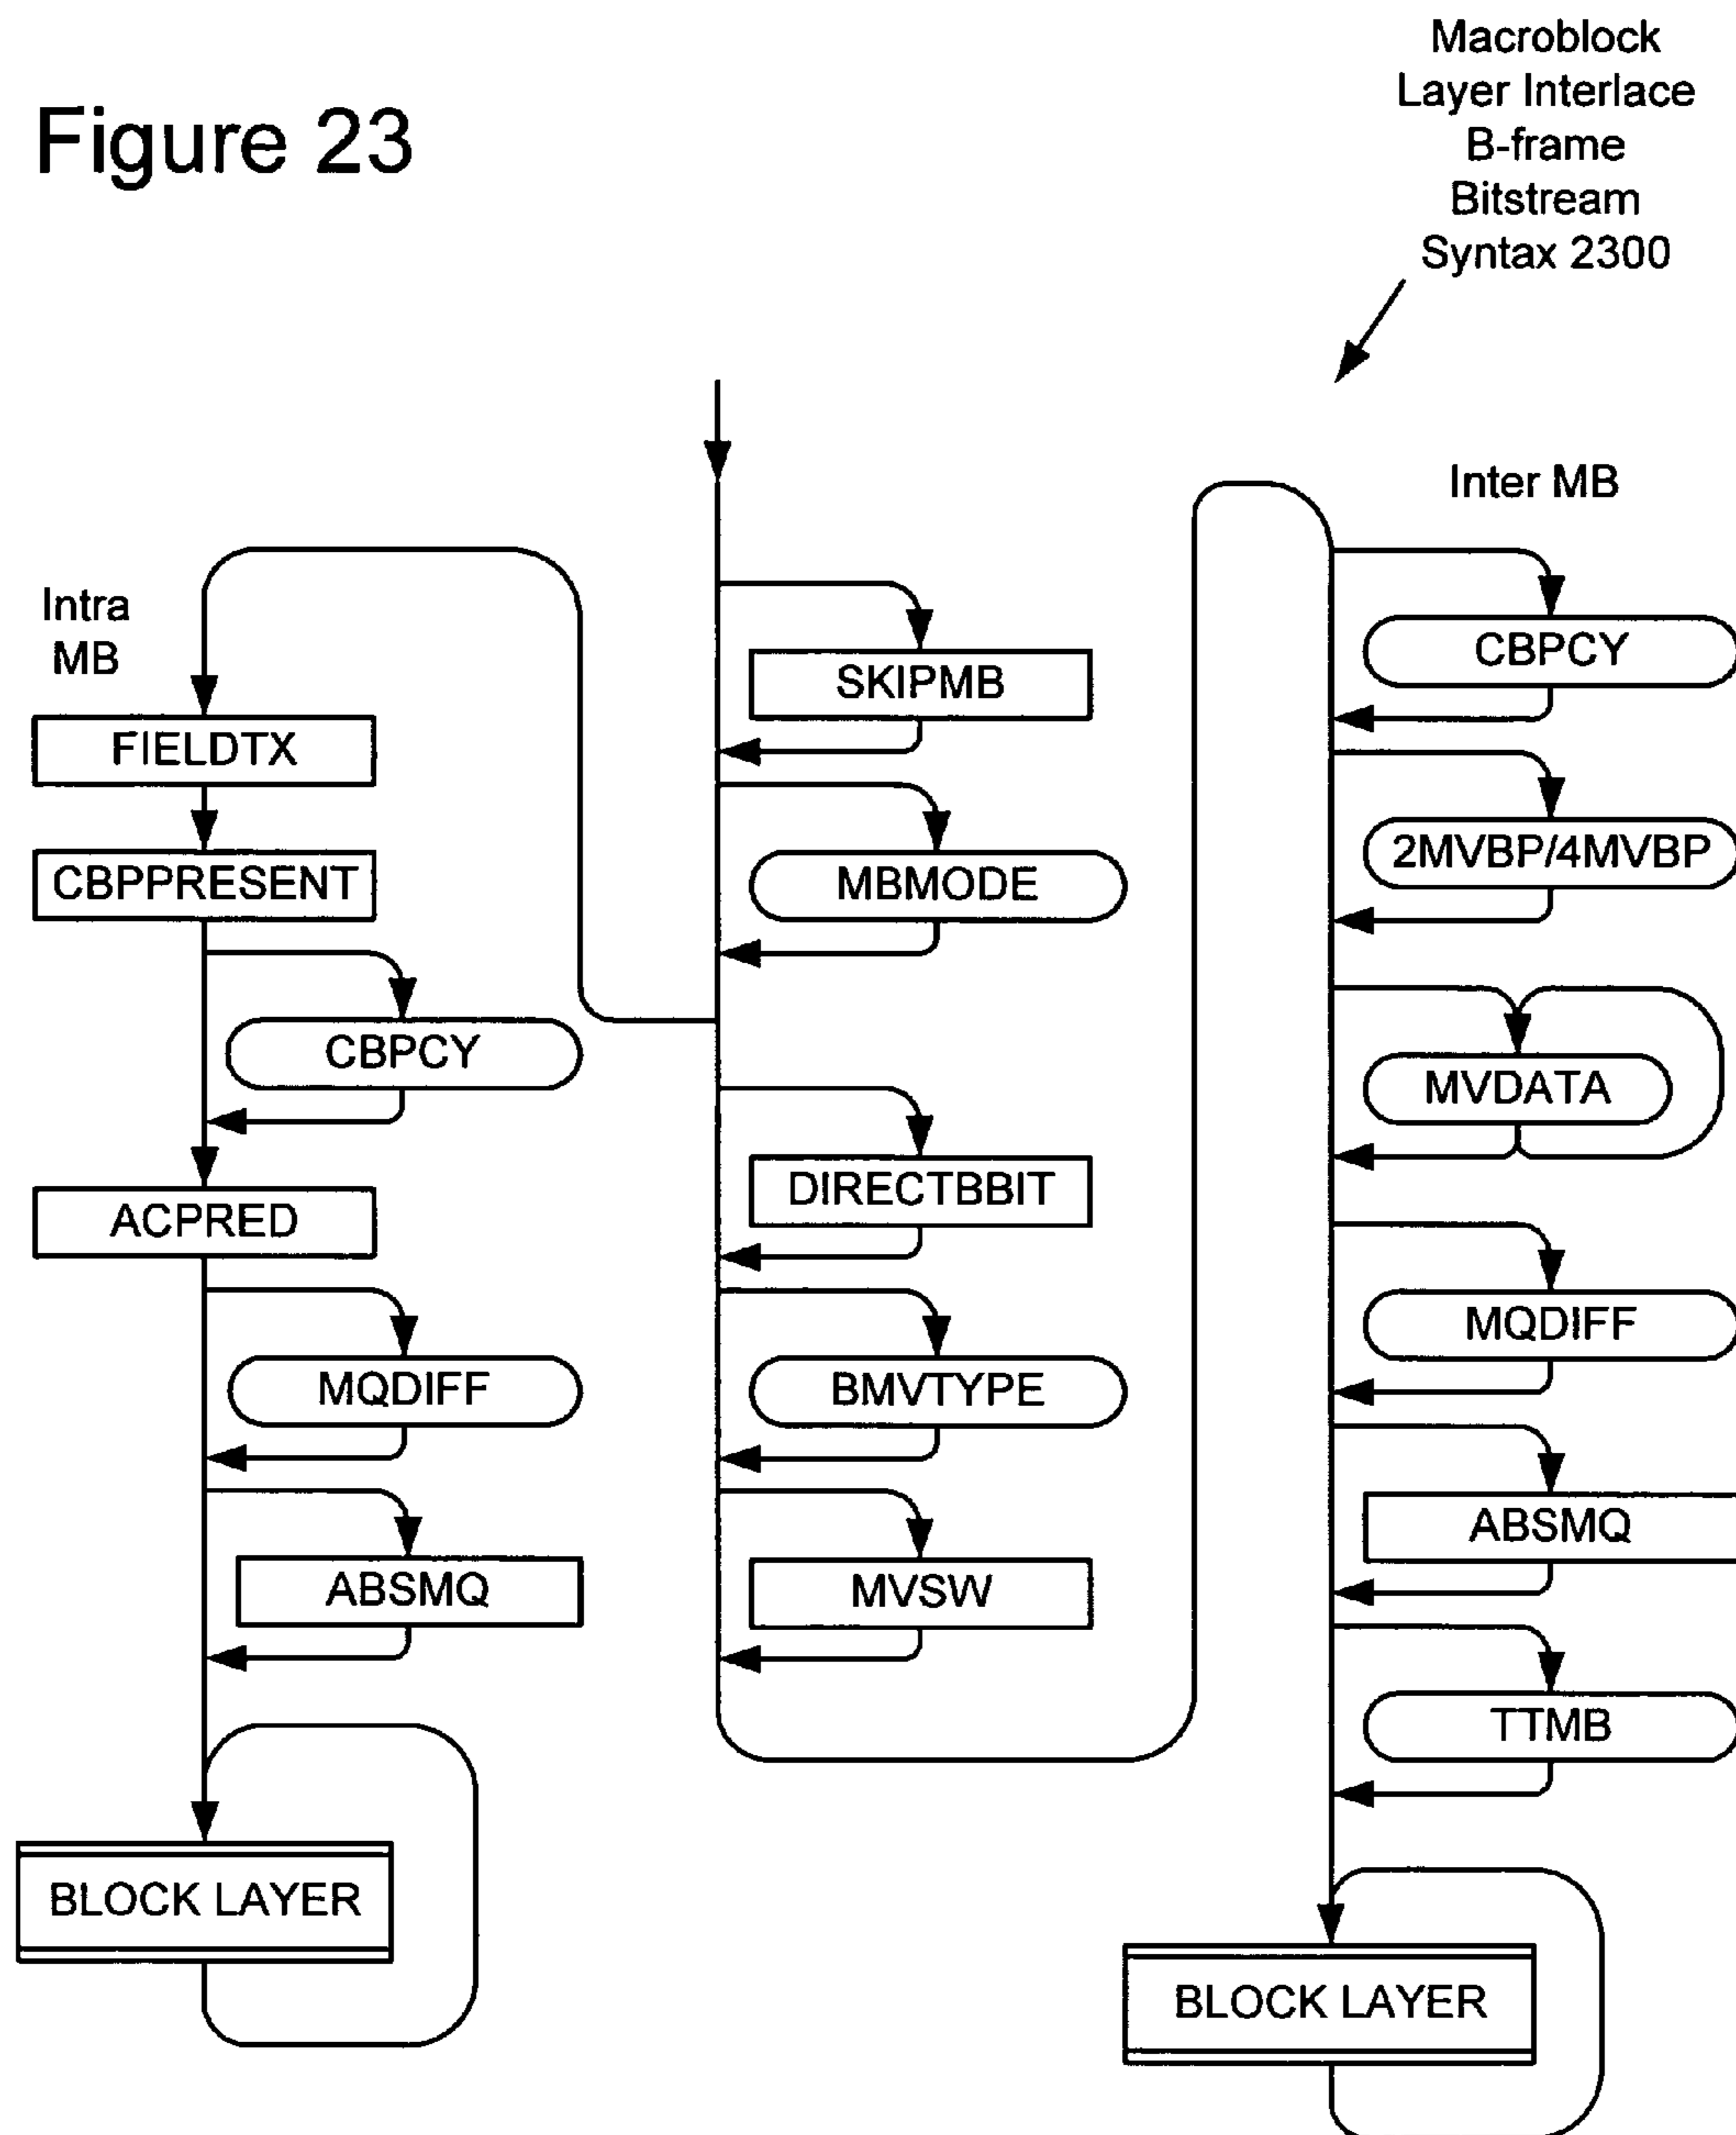 Figure 23
Macroblock
Layer Interlace
B-frame
Bitstream
Syntax 2300
Intra
MB
FIELDTX
CBPPRESENT
CBPCY
ACPRED
MQDIFF
ABSMQ
BLOCK LAYER
SKIPMB
MBMODE
DIRECTBBIT
BMVTYPE
MVSW
Inter MB
CBPCY
2MVBP/4MVBP
MVDATA
MQDIFF
ABSMQ
TTMB
BLOCK LAYER